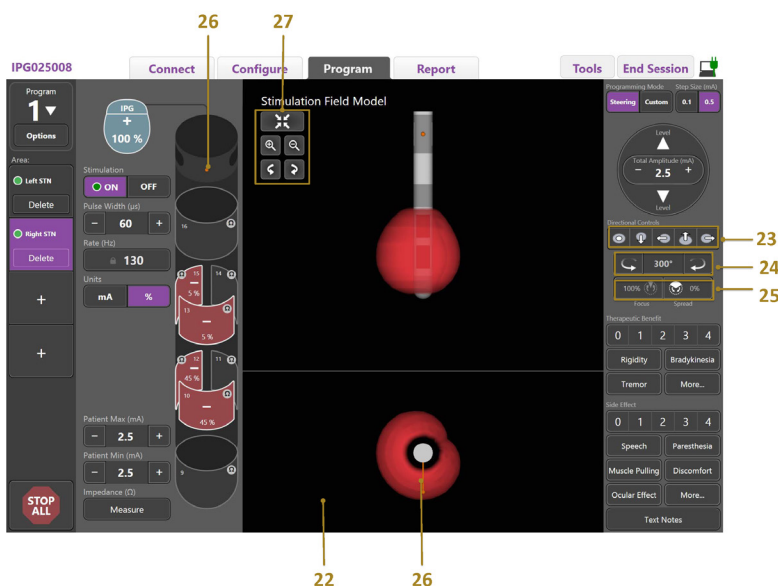 26
27
IPG025008
Connect
Configure
Program
Report
Tools
End Session
Program
1
Options
Area:
Left STN
Delete
Right STN
Delete
+
+
STOP
ALL
IPG
+
100 %
Stimulation
ON
OFF
Pulse Width (µs)
− 60 +
Rate (Hz)
130
Units
mA
%
Patient Max (mA)
− 2.5 +
Patient Min (mA)
− 2.5 +
Impedance (Ω)
Measure
16
Ω
Ω 15
14 Ω
−
5 %
13
Ω
−
5 %
Ω 12
11 Ω
−
45 %
10
Ω
−
45 %
9
Ω
Stimulation Field Model
Programming Mode
Step Size (mA)
Steering
Custom
0.1
0.5
Level
Total Amplitude (mA)
− 2.5 +
Level
Directional Controls
23
300°
24
100%
0%
25
Focus
Spread
Therapeutic Benefit
0 1 2 3 4
Rigidity
Bradykinesia
Tremor
More...
Side Effect
0 1 2 3 4
Speech
Paresthesia
Muscle Pulling
Discomfort
Ocular Effect
More...
Text Notes
22
26